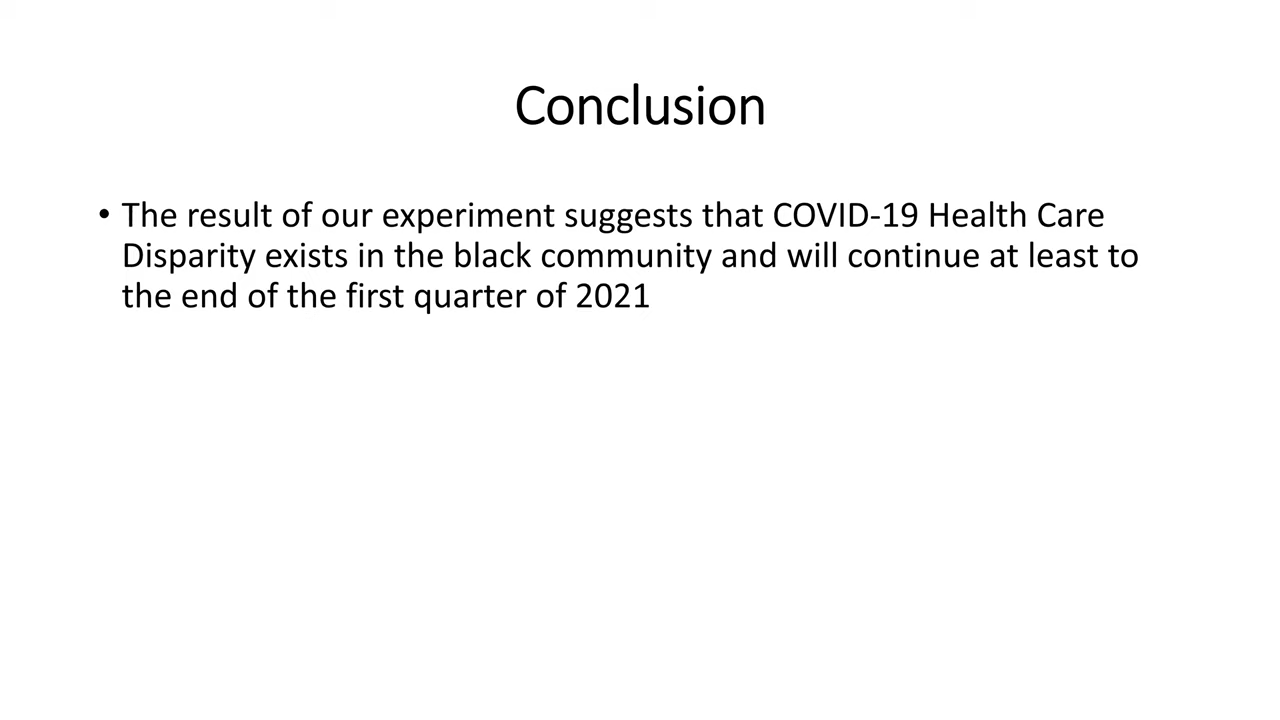 Conclusion
• The result of our experiment suggests that COVID-19 Health Care
Disparity exists in the black community and will continue at least to
the end of the first quarter of 2021